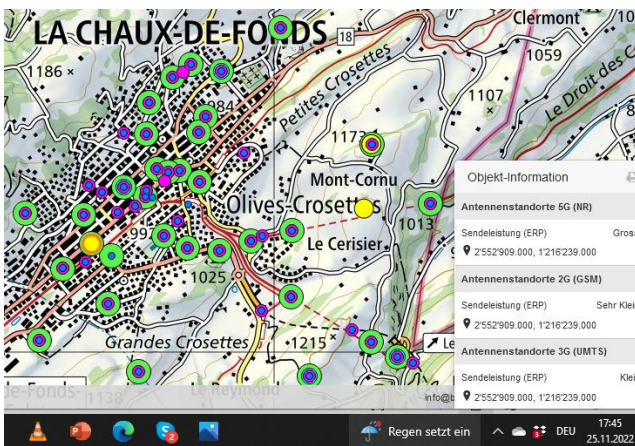 Clermont
LA CHAUX-DE-FONDS
18
1059
1186
1107
Petites Crosettes
Le Droit des C
984
1173
Mont-Cornu
Olives-Crosettes
1013
992
Le Cerisier
1025
Grandes Crosettes
1215
Le
de-Fonds-
1138
Le Reymond
info@b
Objekt-Information
Antennenstandorte 5G (NR)
Sendeleistung (ERP) Gros
2'552'909.000, 1'216'239.000
Antennenstandorte 2G (GSM)
Sendeleistung (ERP) Sehr Klei
2'552'909.000, 1'216'239.000
Antennenstandorte 3G (UMTS)
Sendeleistung (ERP) Klei
2'552'909.000, 1'216'239.000
Regen setzt ein
DEU
17:45
25.11.2022